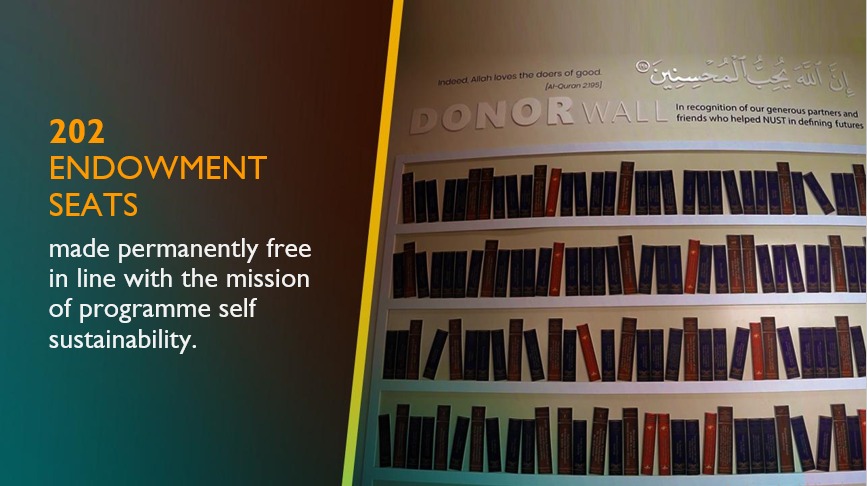 202
ENDOWMENT
SEATS
made permanently free
in line with the mission
of programme self
sustainability.
Indeed, Allah loves the doers of good.
[Al-Quran 2:195]
إِنَّ اللَّهَ يُحِبُّ الْمُحْسِنِينَ
DONOR WALL
In recognition of our generous partners and
friends who helped NUST in defining futures